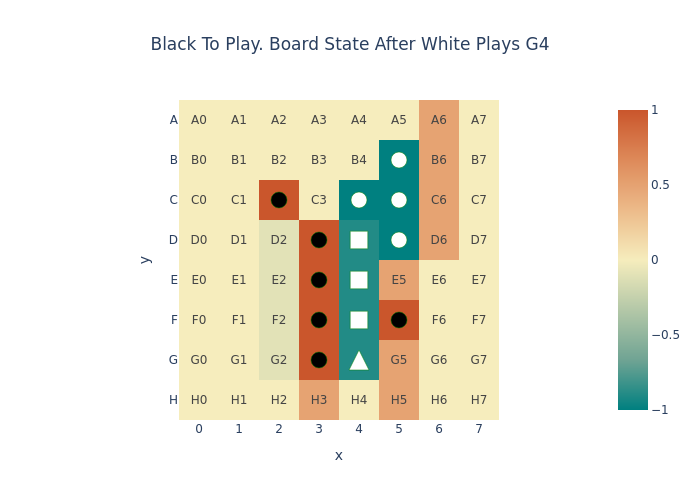 Black To Play. Board State After White Plays G4
A A0 A1 A2 A3 A4 A5 A6 A7
B B0 B1 B2 B3 B4 B6 B7
C C0 C1 C3 C6 C7
D D0 D1 D2 D6 D7
E E0 E1 E2 E5 E6 E7
F F0 F1 F2 F6 F7
G G0 G1 G2 G5 G6 G7
H H0 H1 H2 H3 H4 H5 H6 H7
0 1 2 3 4 5 6 7
x
y
1
0.5
0
−0.5
−1